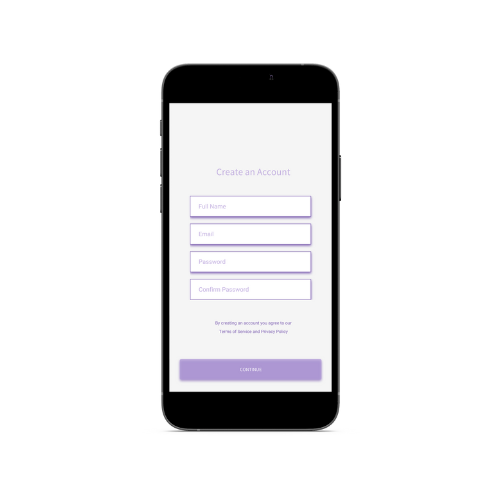 Create an Account
Full Name
Email
Password
Confirm Password
By creating an account you agree to our
Terms of Service and Privacy Policy
CONTINUE